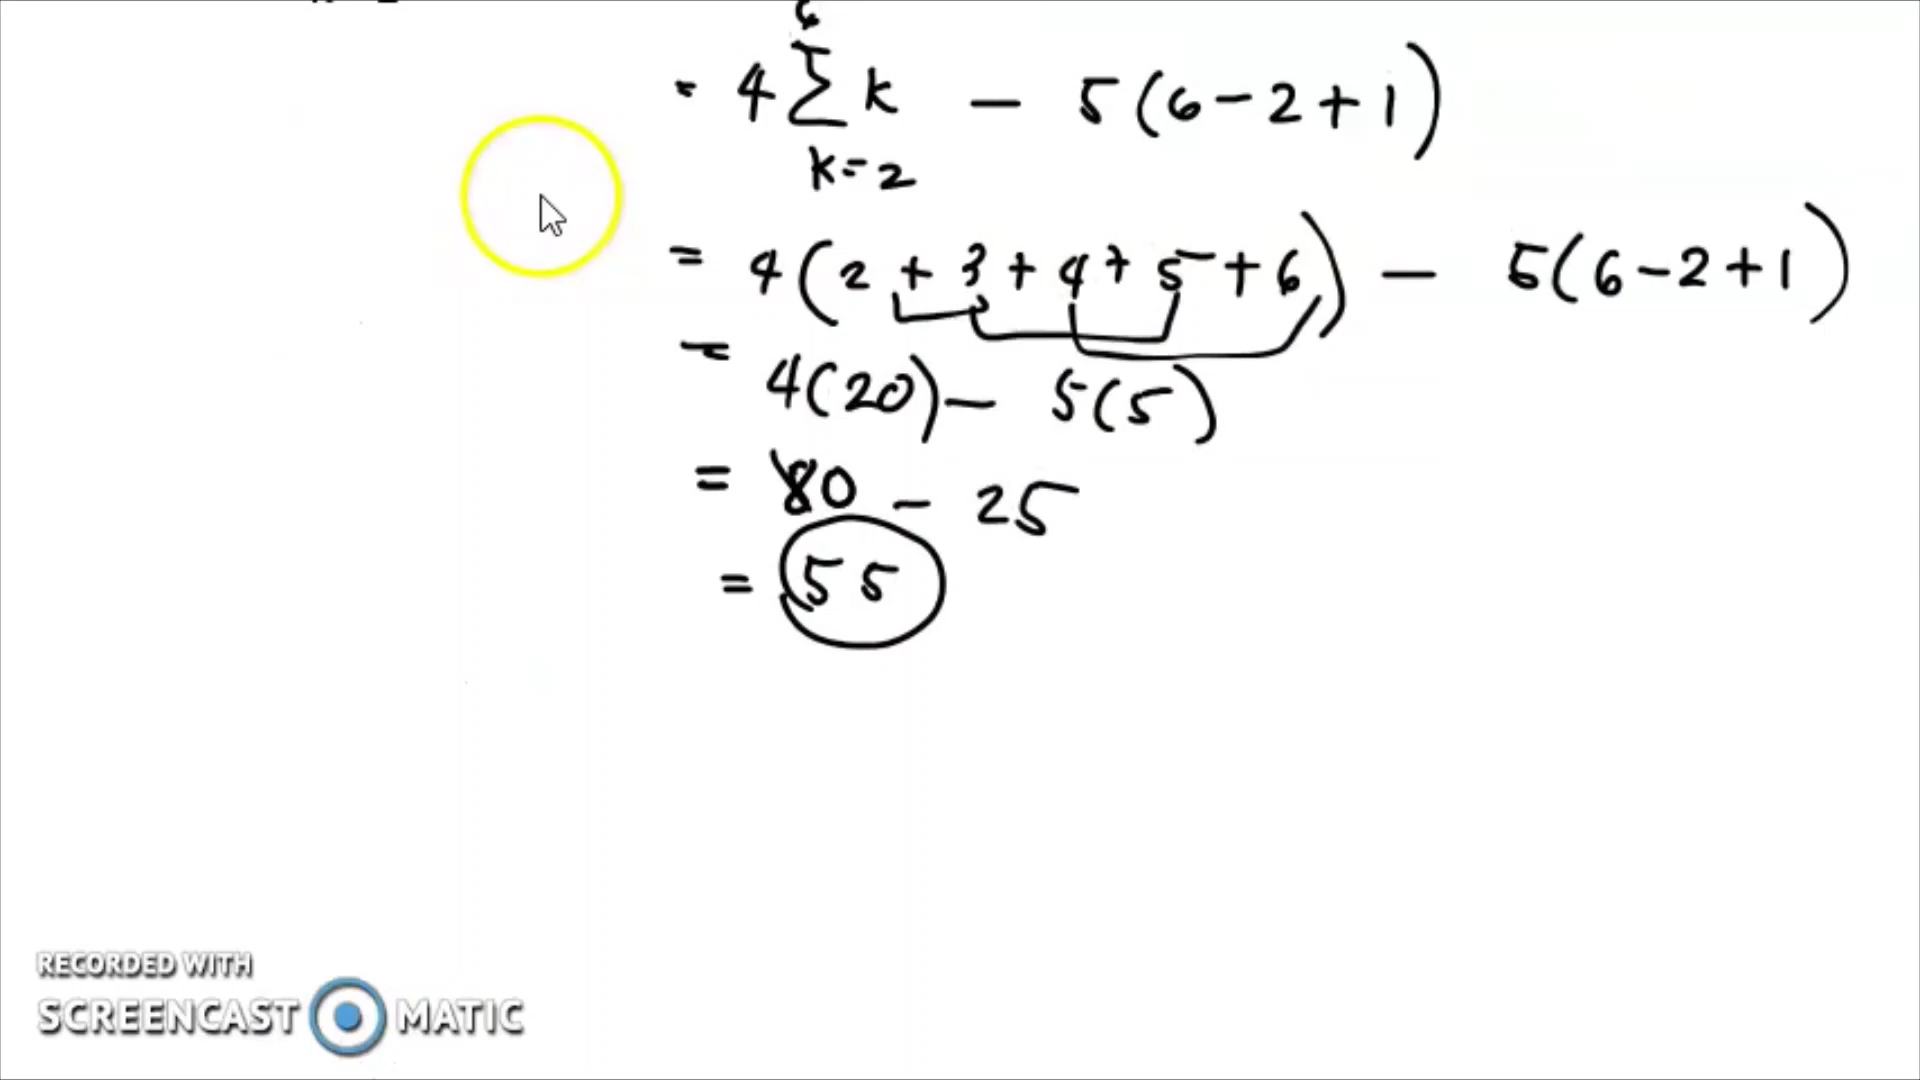 6
= 4 Σ k − 5(6−2+1)
k=2
= 4(2 + 3 + 4 + 5 + 6) − 5(6−2+1)
= 4(20) − 5(5)
= 80 − 25
= 55
RECORDED WITH
SCREENCAST MATIC